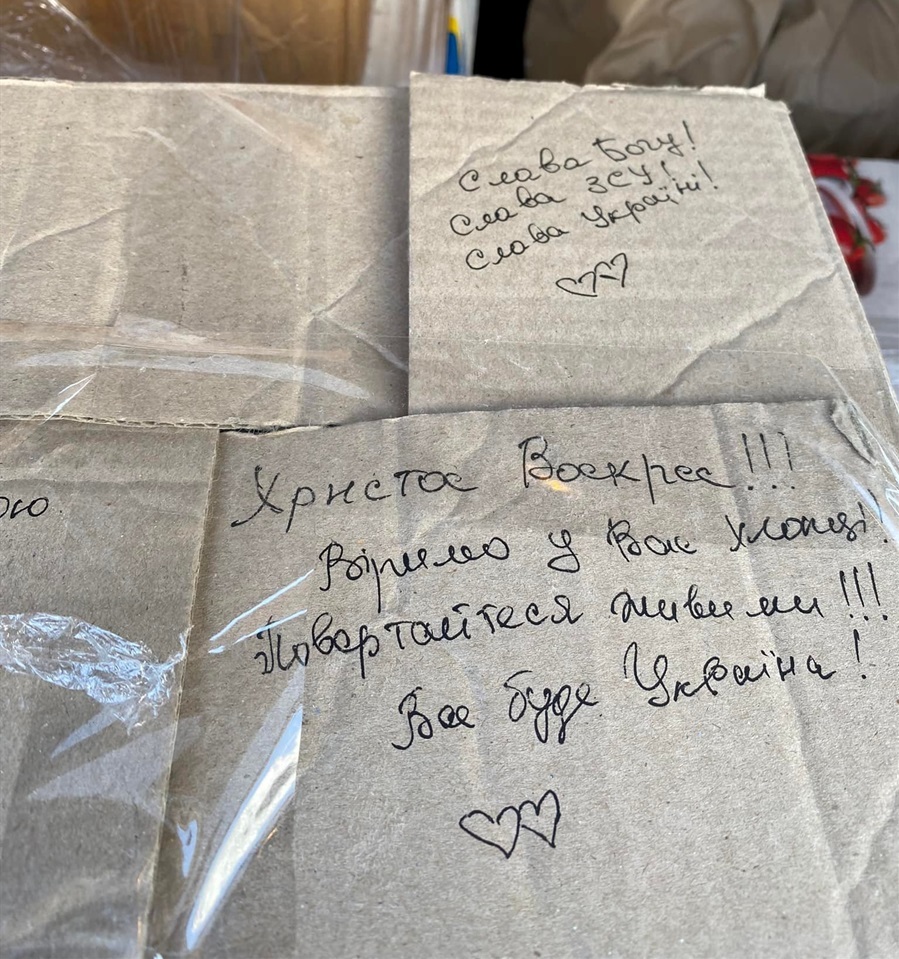 Слава Богу!
Слава ЗСУ!
Слава Україні!
Христос Воскрес!!!
Віримо у Вас хлопці!
Повертайтеся живими!!!
Все буде Україна!